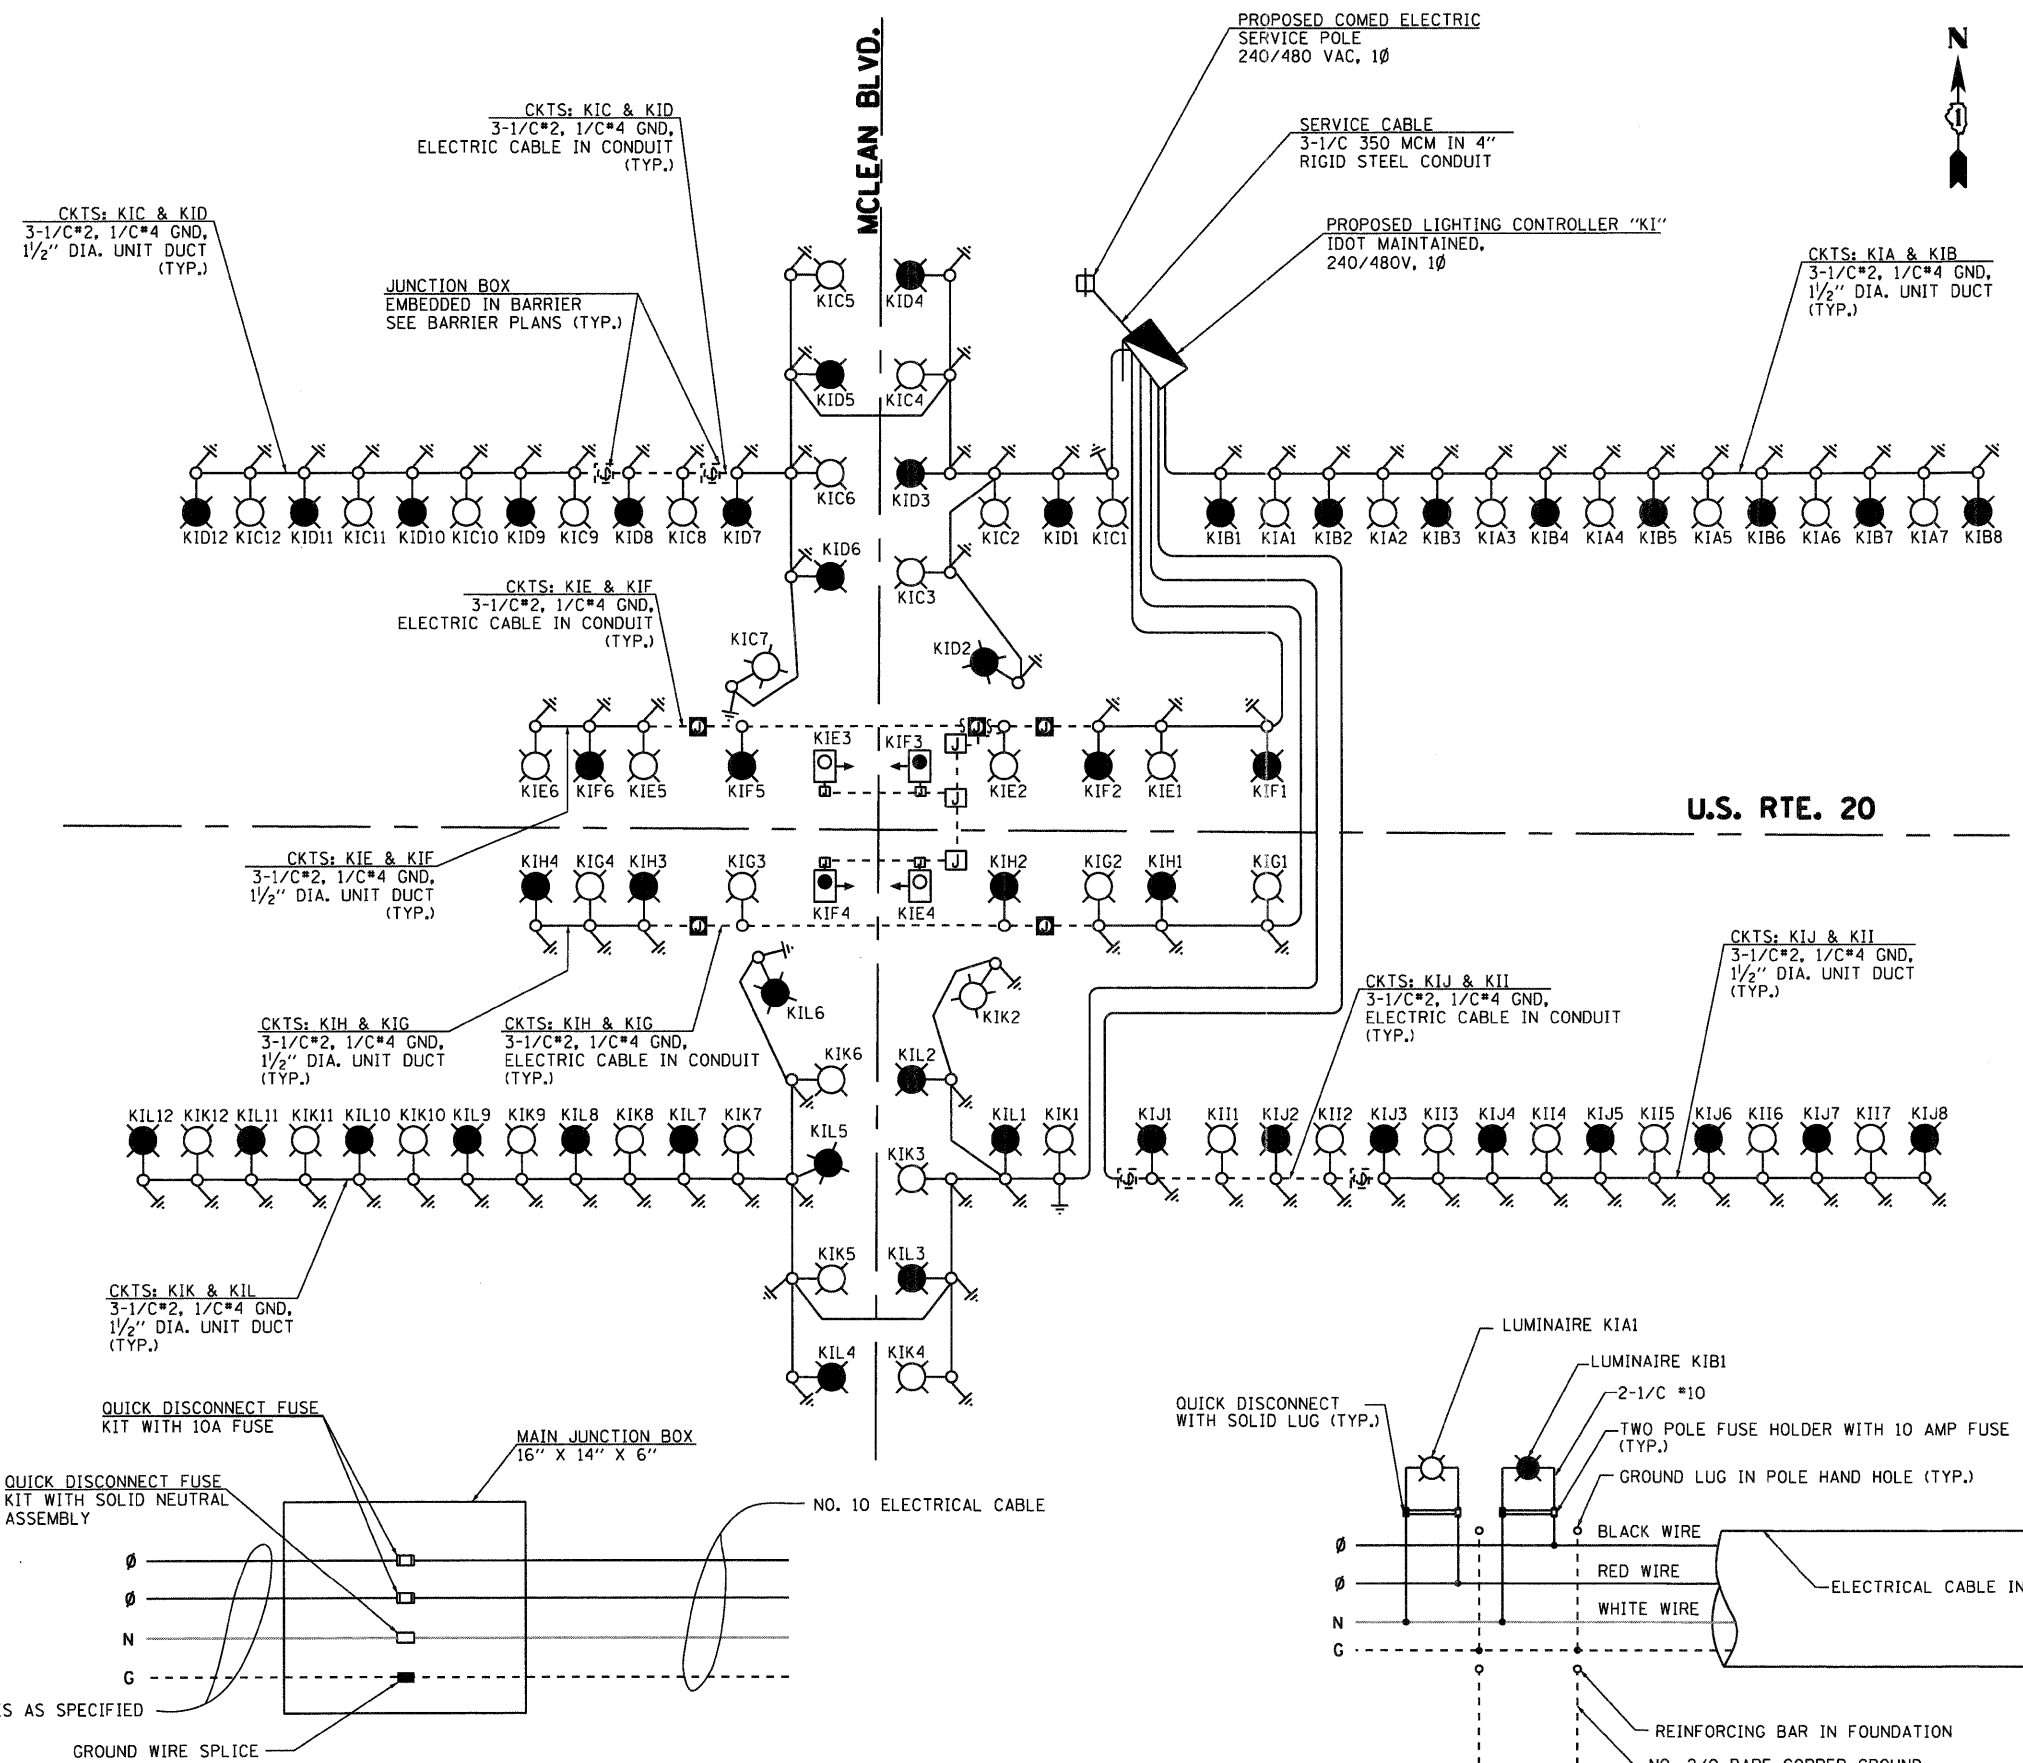 PROPOSED COMED ELECTRIC
SERVICE POLE
240/480 VAC, 1Ø
N
1
MCLEAN BLVD.
CKTS: KIC & KID
3-1/C#2, 1/C#4 GND,
ELECTRIC CABLE IN CONDUIT
(TYP.)
SERVICE CABLE
3-1/C 350 MCM IN 4"
RIGID STEEL CONDUIT
CKTS: KIC & KID
3-1/C#2, 1/C#4 GND,
1 1/2" DIA. UNIT DUCT
(TYP.)
PROPOSED LIGHTING CONTROLLER "KI"
IDOT MAINTAINED,
240/480V, 1Ø
CKTS: KIA & KIB
3-1/C#2, 1/C#4 GND,
1 1/2" DIA. UNIT DUCT
(TYP.)
JUNCTION BOX
EMBEDDED IN BARRIER
SEE BARRIER PLANS (TYP.)
KIC5 KID4
KID5 KIC4
J J
KIC6 KID3
KID12 KIC12 KID11 KIC11 KID10 KIC10 KID9 KIC9 KID8 KIC8 KID7
KIC2 KID1 KIC1
KIB1 KIA1 KIB2 KIA2 KIB3 KIA3 KIB4 KIA4 KIB5 KIA5 KIB6 KIA6 KIB7 KIA7 KIB8
KID6
KIC3
CKTS: KIE & KIF
3-1/C#2, 1/C#4 GND,
ELECTRIC CABLE IN CONDUIT
(TYP.)
KIC7 KID2
J S J S J
J
KIE3 KIF3
KIE6 KIF6 KIE5 KIF5 J J J KIE2 KIF2 KIE1 KIF1
U.S. RTE. 20
CKTS: KIE & KIF
3-1/C#2, 1/C#4 GND,
1 1/2" DIA. UNIT DUCT
(TYP.)
KIH4 KIG4 KIH3 KIG3 J J J KIH2 KIG2 KIH1 KIG1
KIF4 KIE4
J J
CKTS: KIJ & KII
3-1/C#2, 1/C#4 GND,
1 1/2" DIA. UNIT DUCT
(TYP.)
CKTS: KIJ & KII
3-1/C#2, 1/C#4 GND,
ELECTRIC CABLE IN CONDUIT
(TYP.)
KIL6 KIK2
CKTS: KIH & KIG
3-1/C#2, 1/C#4 GND,
1 1/2" DIA. UNIT DUCT
(TYP.)
CKTS: KIH & KIG
3-1/C#2, 1/C#4 GND,
ELECTRIC CABLE IN CONDUIT
(TYP.)
KIK6 KIL2
KIL12 KIK12 KIL11 KIK11 KIL10 KIK10 KIL9 KIK9 KIL8 KIK8 KIL7 KIK7
KIL5 KIK3
KIL1 KIK1
KIJ1 KII1 KIJ2 KII2 KIJ3 KII3 KIJ4 KII4 KIJ5 KII5 KIJ6 KII6 KIJ7 KII7 KIJ8
J J
KIK5 KIL3
CKTS: KIK & KIL
3-1/C#2, 1/C#4 GND,
1 1/2" DIA. UNIT DUCT
(TYP.)
KIL4 KIK4
QUICK DISCONNECT FUSE
KIT WITH 10A FUSE
MAIN JUNCTION BOX
16" X 14" X 6"
QUICK DISCONNECT FUSE
KIT WITH SOLID NEUTRAL
ASSEMBLY
NO. 10 ELECTRICAL CABLE
Ø
Ø
N
G
ES AS SPECIFIED
GROUND WIRE SPLICE
LUMINAIRE KIA1
LUMINAIRE KIB1
2-1/C #10
QUICK DISCONNECT
WITH SOLID LUG (TYP.)
TWO POLE FUSE HOLDER WITH 10 AMP FUSE
(TYP.)
GROUND LUG IN POLE HAND HOLE (TYP.)
Ø BLACK WIRE
Ø RED WIRE
ELECTRICAL CABLE IN
N WHITE WIRE
G
REINFORCING BAR IN FOUNDATION